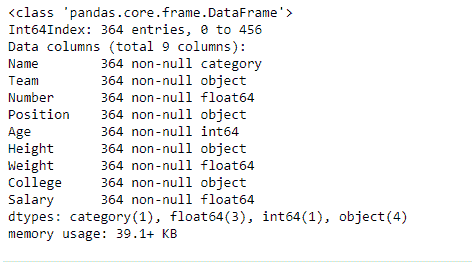 <class 'pandas.core.frame.DataFrame'>
Int64Index: 364 entries, 0 to 456
Data columns (total 9 columns):
Name        364 non-null category
Team        364 non-null object
Number      364 non-null float64
Position    364 non-null object
Age         364 non-null int64
Height      364 non-null object
Weight      364 non-null float64
College     364 non-null object
Salary      364 non-null float64
dtypes: category(1), float64(3), int64(1), object(4)
memory usage: 39.1+ KB